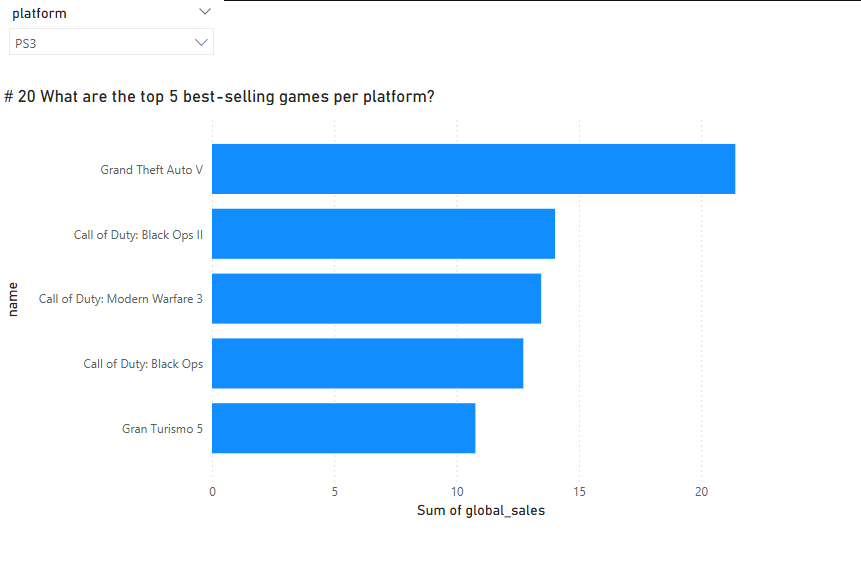 platform
PS3
# 20 What are the top 5 best-selling games per platform?
Grand Theft Auto V
Call of Duty: Black Ops II
Call of Duty: Modern Warfare 3
Call of Duty: Black Ops
Gran Turismo 5
name
0 5 10 15 20
Sum of global_sales